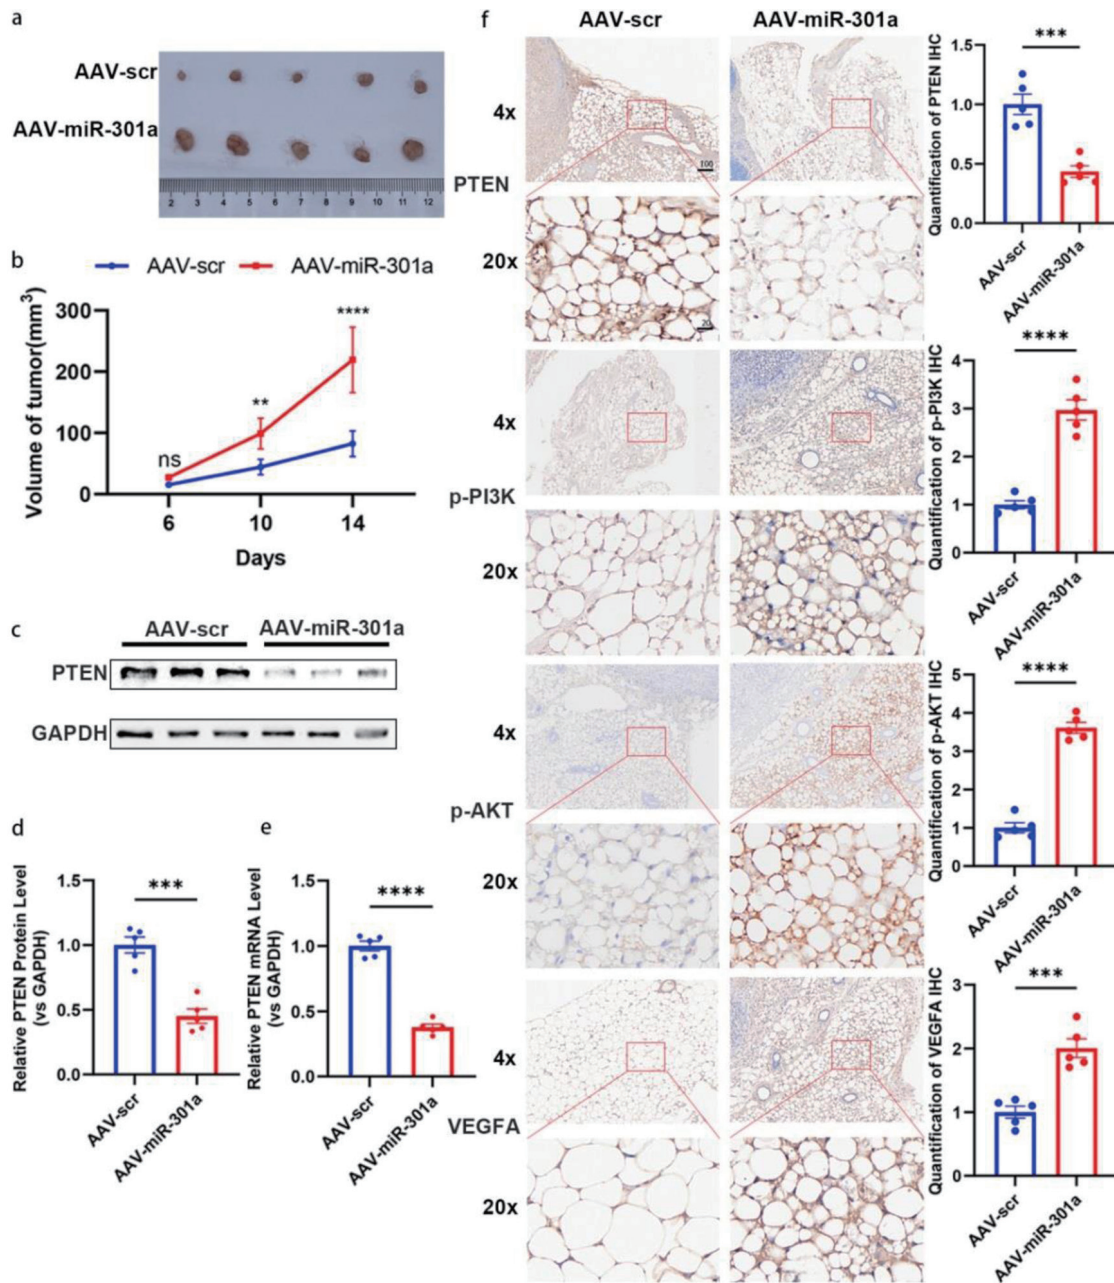 a
AAV-scr
AAV-miR-301a
2 3 4 5 6 7 8 9 10 11 12
b
AAV-scr AAV-miR-301a
Volume of tumor(mm3)
300
200
100
0
ns
**
****
6 10 14
Days
c
AAV-scr AAV-miR-301a
PTEN
GAPDH
d
Relative PTEN Protein Level
(vs GAPDH)
1.5
1.0
0.5
0.0
***
AAV-scr
AAV-miR-301a
e
Relative PTEN mRNA Level
(vs GAPDH)
1.5
1.0
0.5
0.0
****
AAV-scr
AAV-miR-301a
f
AAV-scr AAV-miR-301a
PTEN
4x
100
20x
20
Quantification of PTEN IHC
1.5
1.0
0.5
0.0
***
AAV-scr
AAV-miR-301a
p-PI3K
4x
20x
Quantification of p-PI3K IHC
4
3
2
1
0
****
AAV-scr
AAV-miR-301a
p-AKT
4x
20x
Quantification of p-AKT IHC
5
4
3
2
1
0
****
AAV-scr
AAV-miR-301a
VEGFA
4x
20x
Quantification of VEGFA IHC
3
2
1
0
***
AAV-scr
AAV-miR-301a